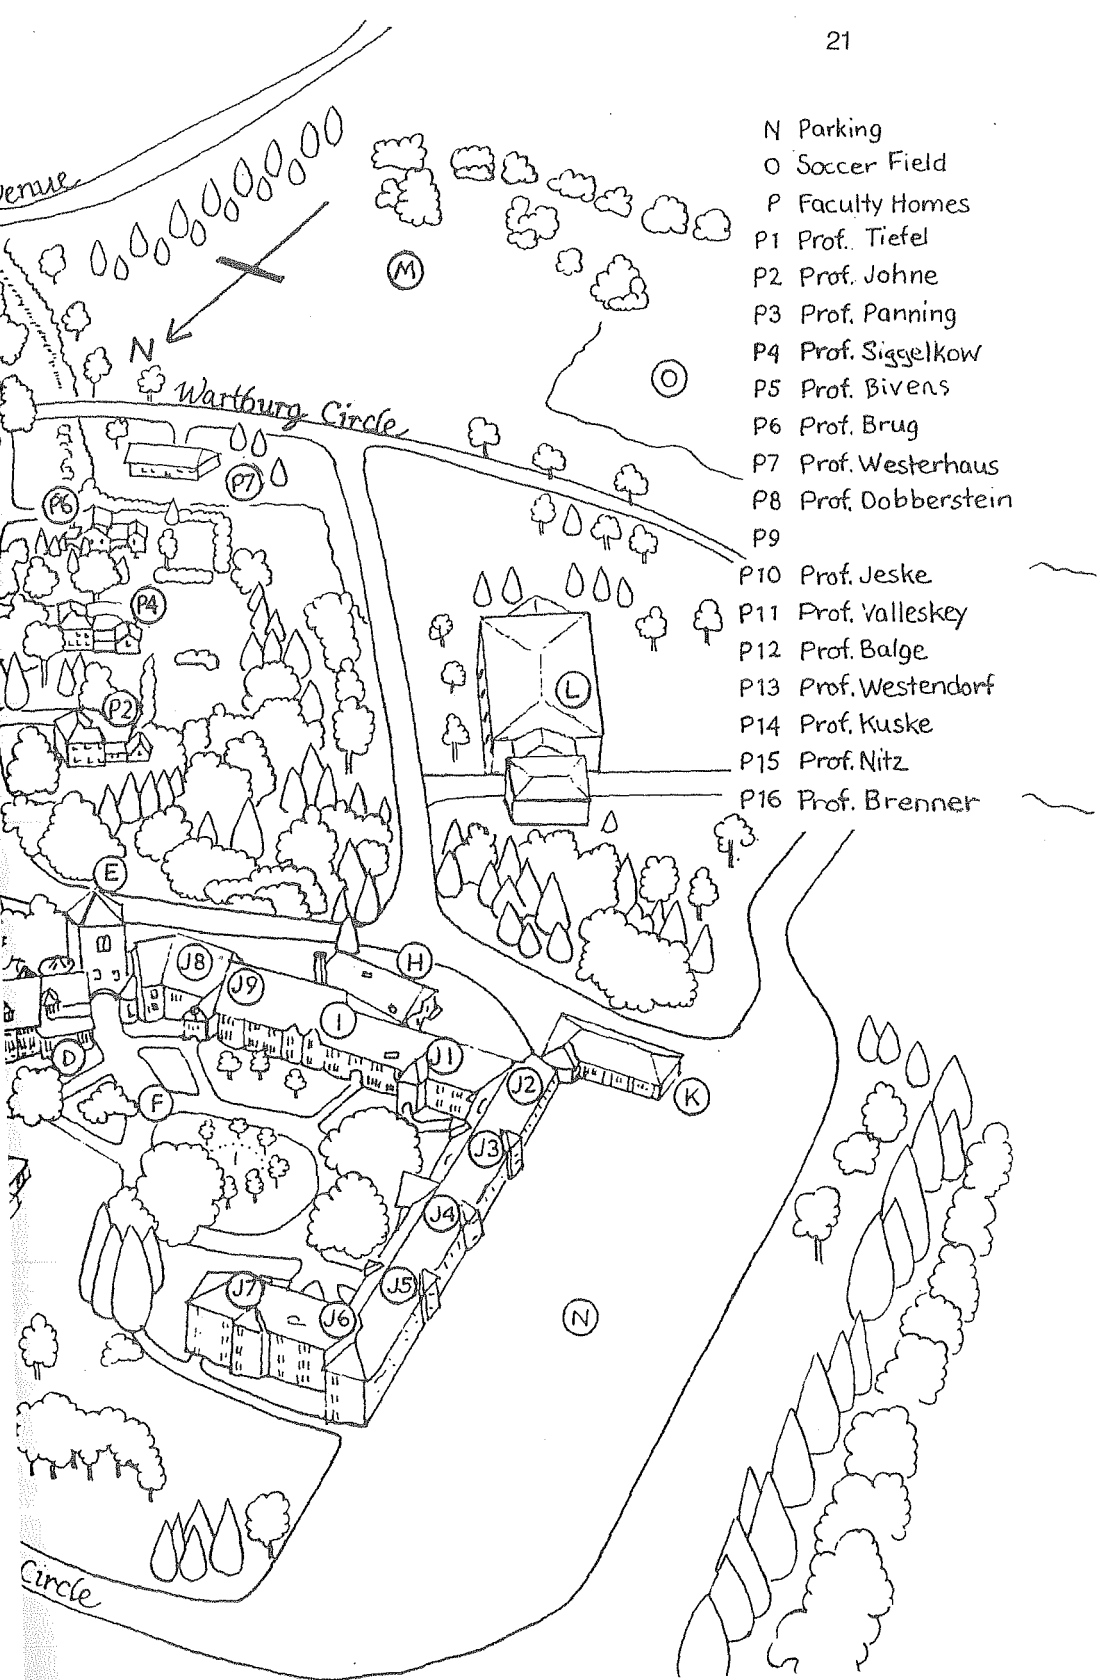 21
N Parking
O Soccer Field
P Faculty Homes
P1 Prof. Tiefel
P2 Prof. Johne
P3 Prof. Panning
P4 Prof. Siggelkow
P5 Prof. Bivens
P6 Prof. Brug
P7 Prof. Westerhaus
P8 Prof. Dobberstein
P9
P10 Prof. Jeske
P11 Prof. Valleskey
P12 Prof. Balge
P13 Prof. Westendorf
P14 Prof. Kuske
P15 Prof. Nitz
P16 Prof. Brenner
venue
M
N
O
Wartburg Circle
P7
P6
P4
L
P2
E
J8
H
J9
I
D
J1
J2
K
F
J3
J4
J7
J5
J6
N
Circle